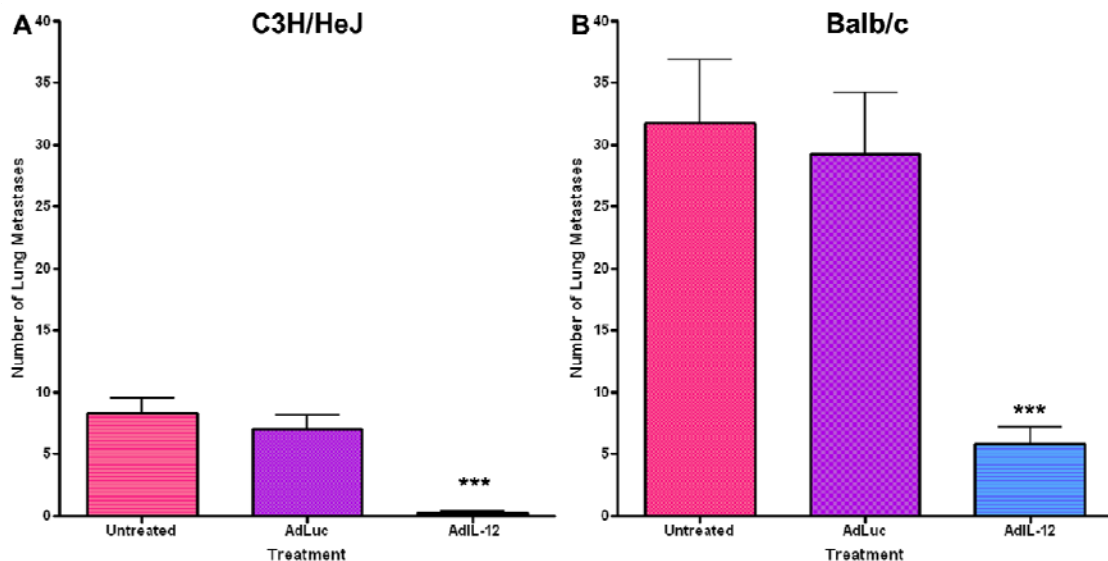 A
C3H/HeJ
Number of Lung Metastases
40
35
30
25
20
15
10
5
0
***
Untreated
AdLuc
AdIL-12
Treatment
B
Balb/c
Number of Lung Metastases
40
35
30
25
20
15
10
5
0
***
Untreated
AdLuc
AdIL-12
Treatment